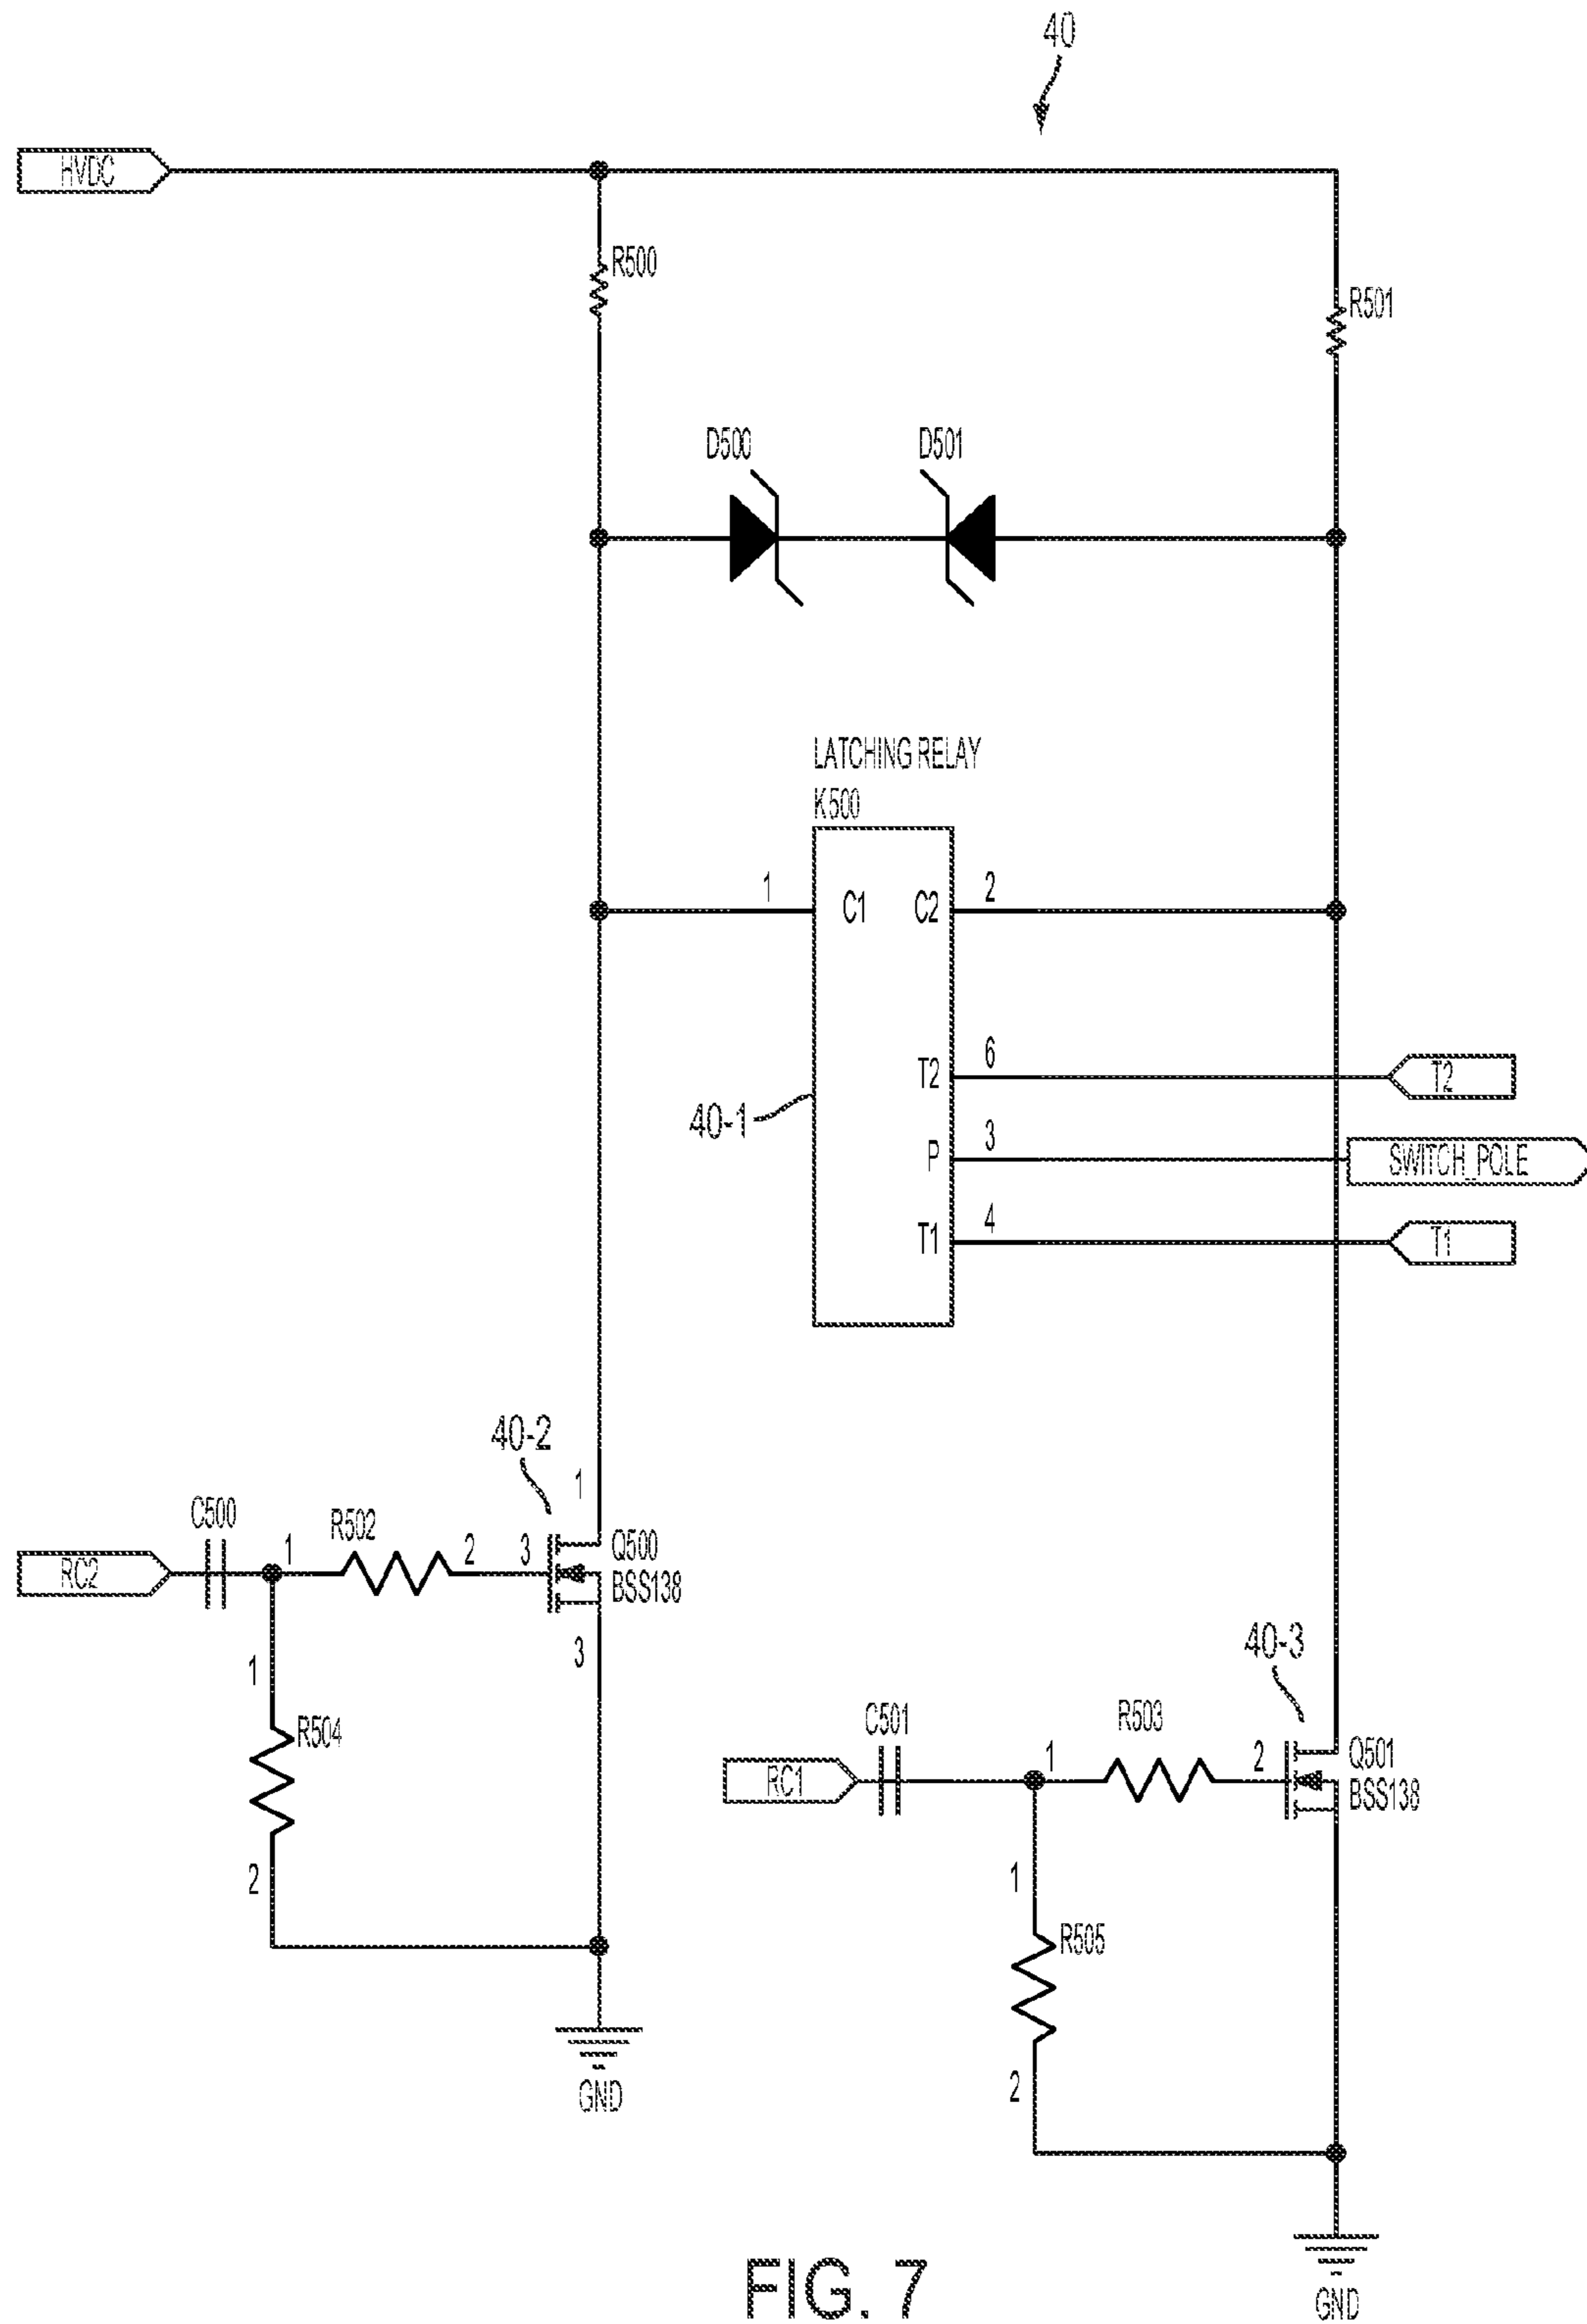 40
HVDC
R500
R501
D500
D501
LATCHING RELAY
K500
1
C1
C2
2
T2
6
T2
40-1
P
3
SWITCH_POLE
T1
4
T1
40-2
1
C500
R502
Q500
RC2
1
2
3
BSS138
3
40-3
1
R504
C501
R503
Q501
RC1
1
2
BSS138
2
1
R505
GND
2
FIG. 7
GND